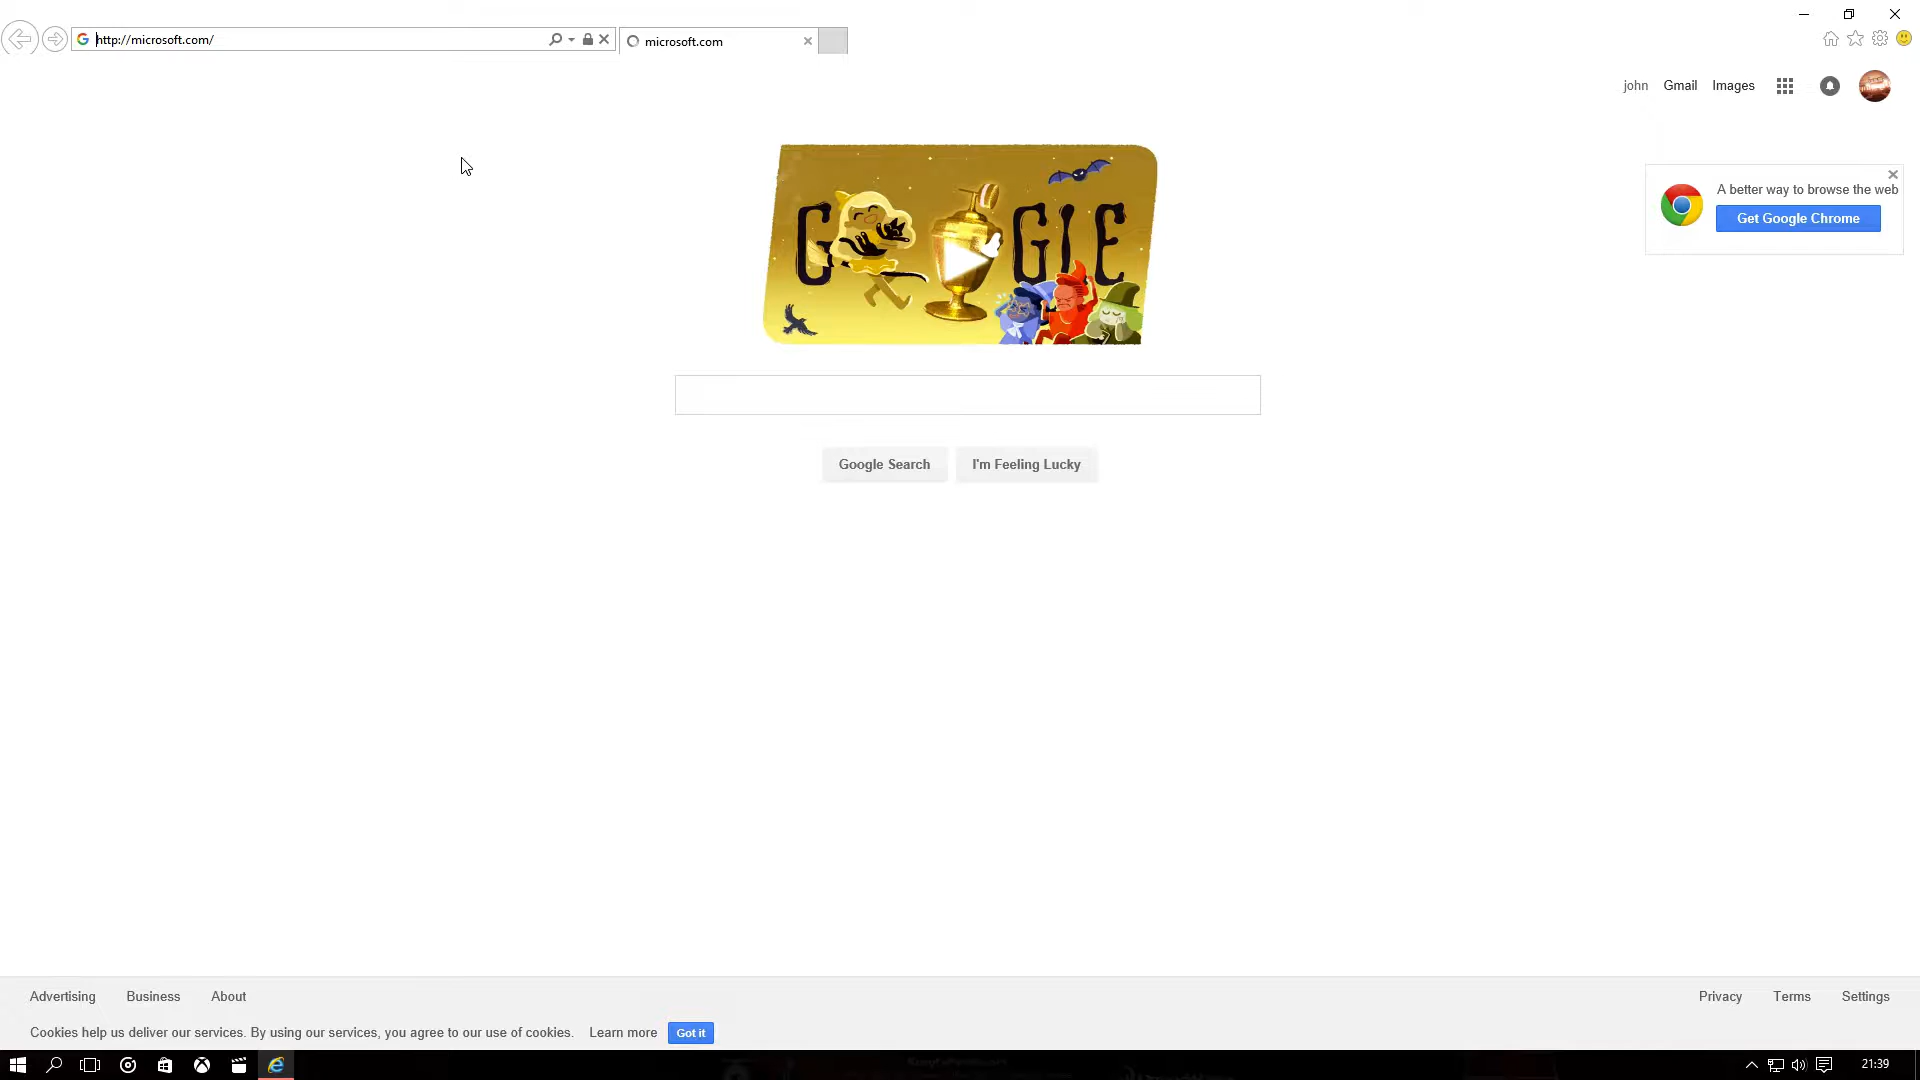 http://microsoft.com/
microsoft.com
john Gmail Images
A better way to browse the web
Get Google Chrome
Google Search I'm Feeling Lucky
Advertising Business About Privacy Terms Settings
Cookies help us deliver our services. By using our services, you agree to our use of cookies. Learn more Got it
21:39